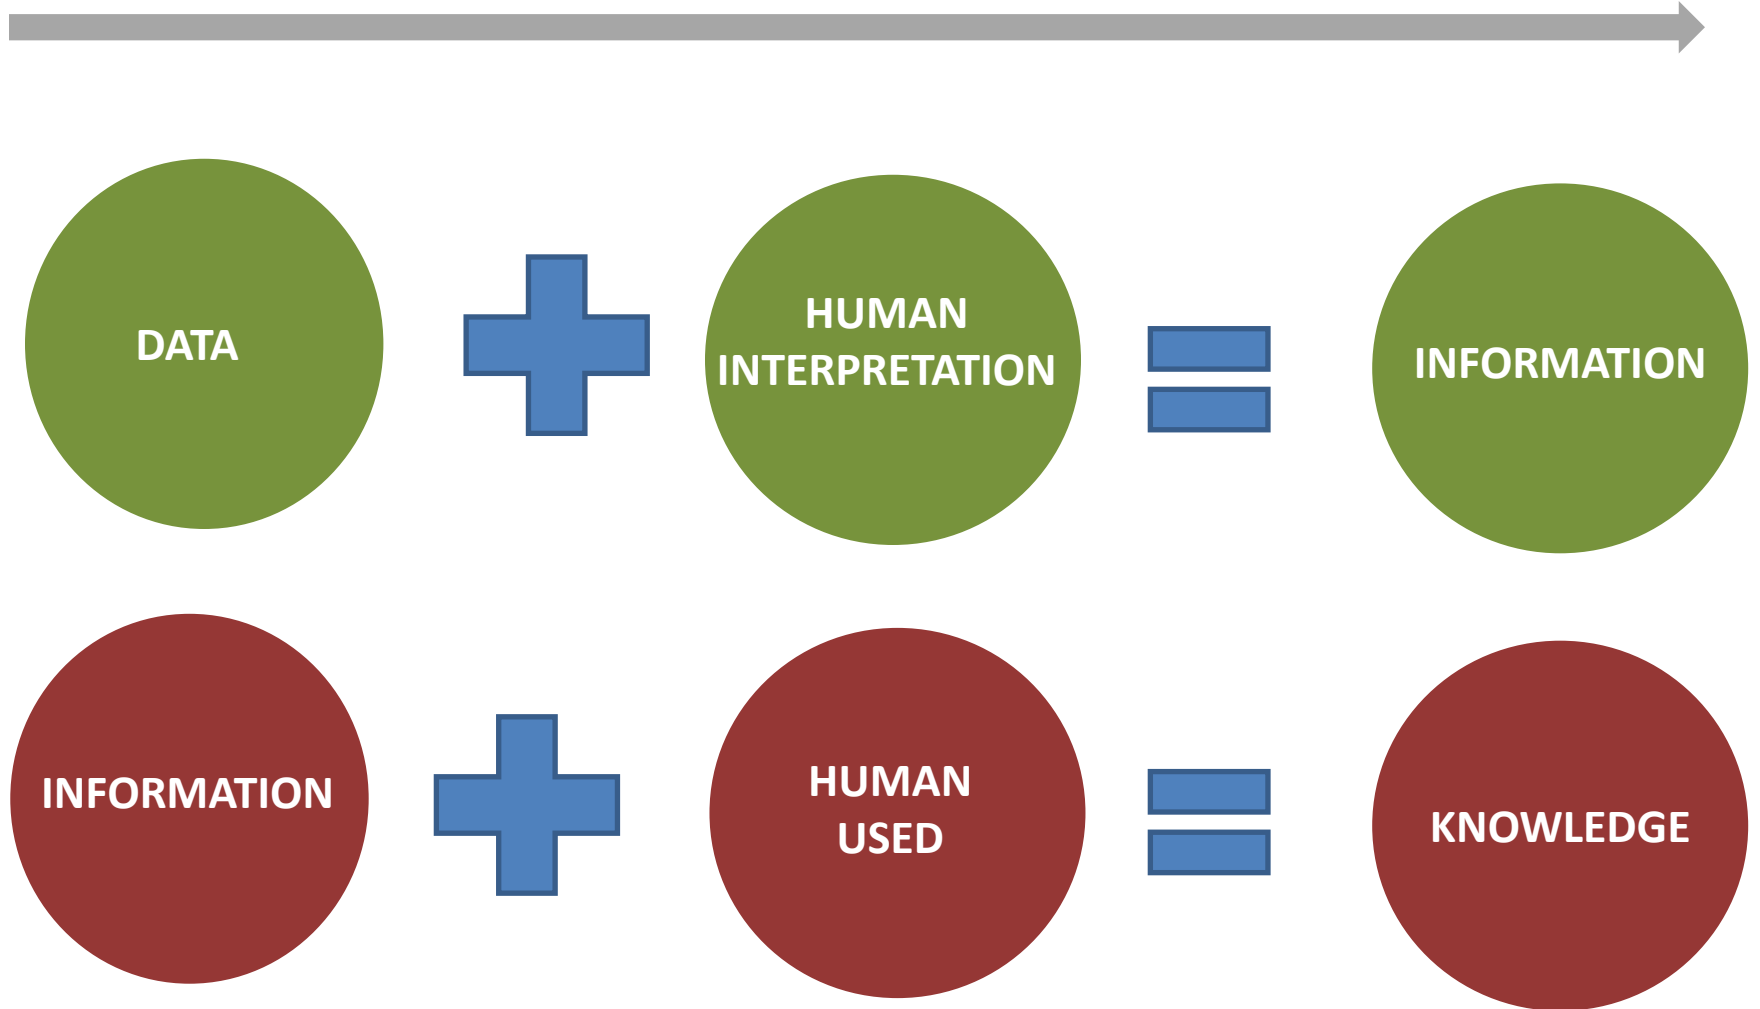 DATA
HUMAN
INTERPRETATION
INFORMATION
INFORMATION
HUMAN
USED
KNOWLEDGE